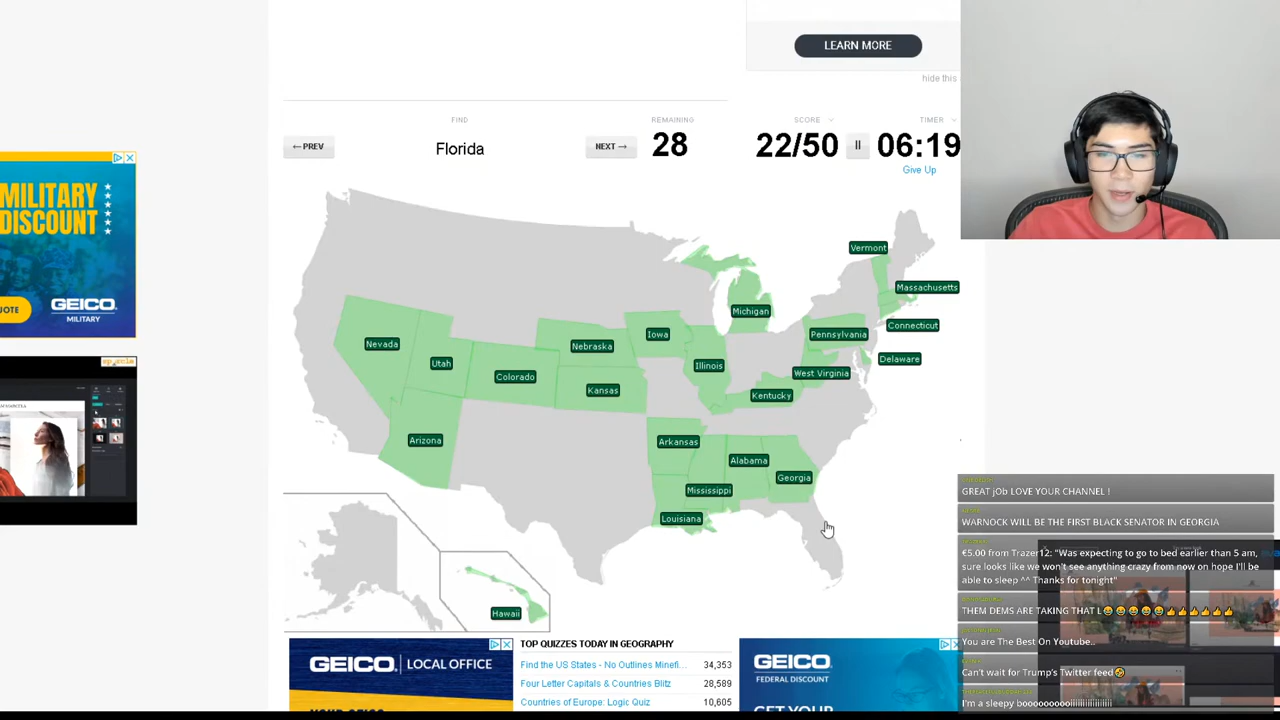 LEARN MORE
hide this
FIND
REMAINING
SCORE
TIMER
← PREV
Florida
NEXT →
28
22/50
06:19
Give Up
MILITARY
DISCOUNT
GEICO
MILITARY
Vermont
Massachusetts
Michigan
Connecticut
Iowa
Pennsylvania
Nevada
Nebraska
Delaware
Utah
Illinois
West Virginia
Colorado
Kansas
Kentucky
Arizona
Arkansas
Alabama
Georgia
Mississippi
Louisiana
Hawaii
GREAT jOb LOVE YOUR CHANNEL !
WARNOCK WILL BE THE FIRST BLACK SENATOR IN GEORGIA
€5.00 from Trazer12: "Was expecting to go to bed earlier than 5 am,
sure looks like we won't see anything crazy from now on hope I'll be
able to sleep ^^ Thanks for tonight"
THEM DEMS ARE TAKING THAT L😂😂😂😂😂👍👍👍👍👍👍
You are The Best On Youtube..
Can't wait for Trump's Twitter feed🤣
GEICO
LOCAL OFFICE
TOP QUIZZES TODAY IN GEOGRAPHY
Find the US States - No Outlines Minefi... 34,353
Four Letter Capitals & Countries Blitz 28,589
Countries of Europe: Logic Quiz 10,605
GEICO
FEDERAL DISCOUNT
GET YOUR